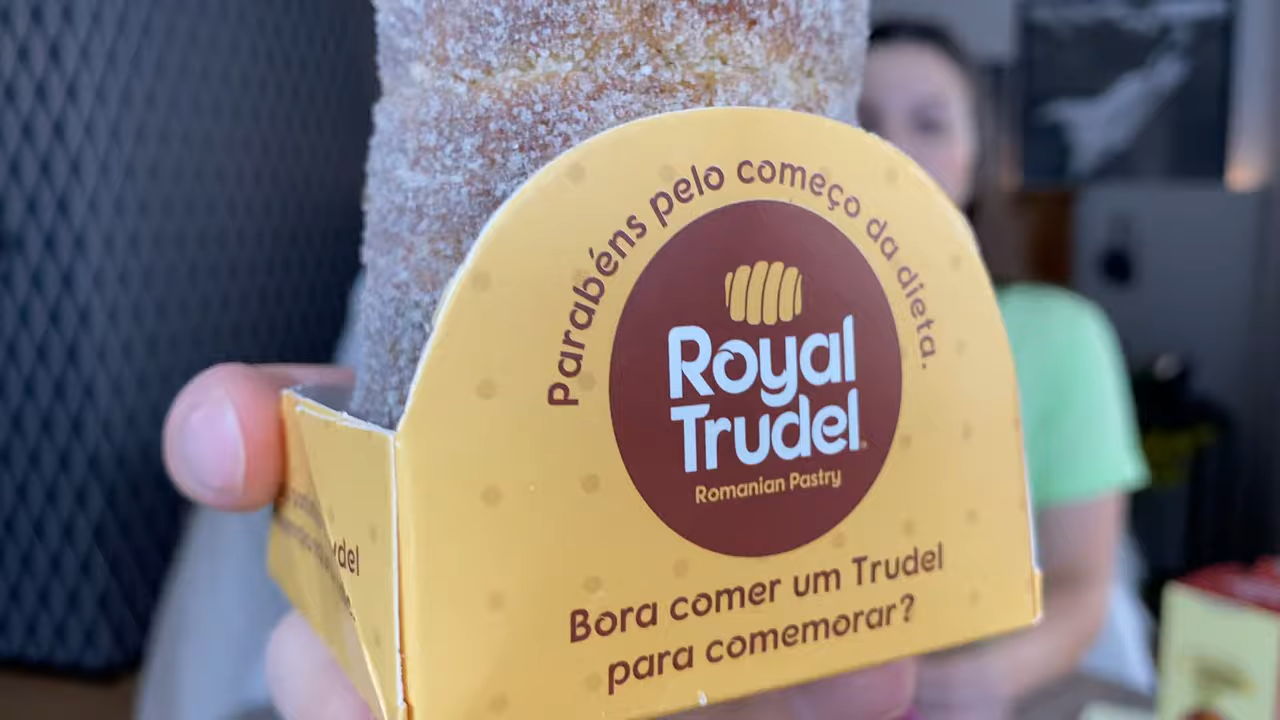 Parabéns pelo começo da dieta.
Royal
Trudel
Romanian Pastry
Bora comer um Trudel
para comemorar?